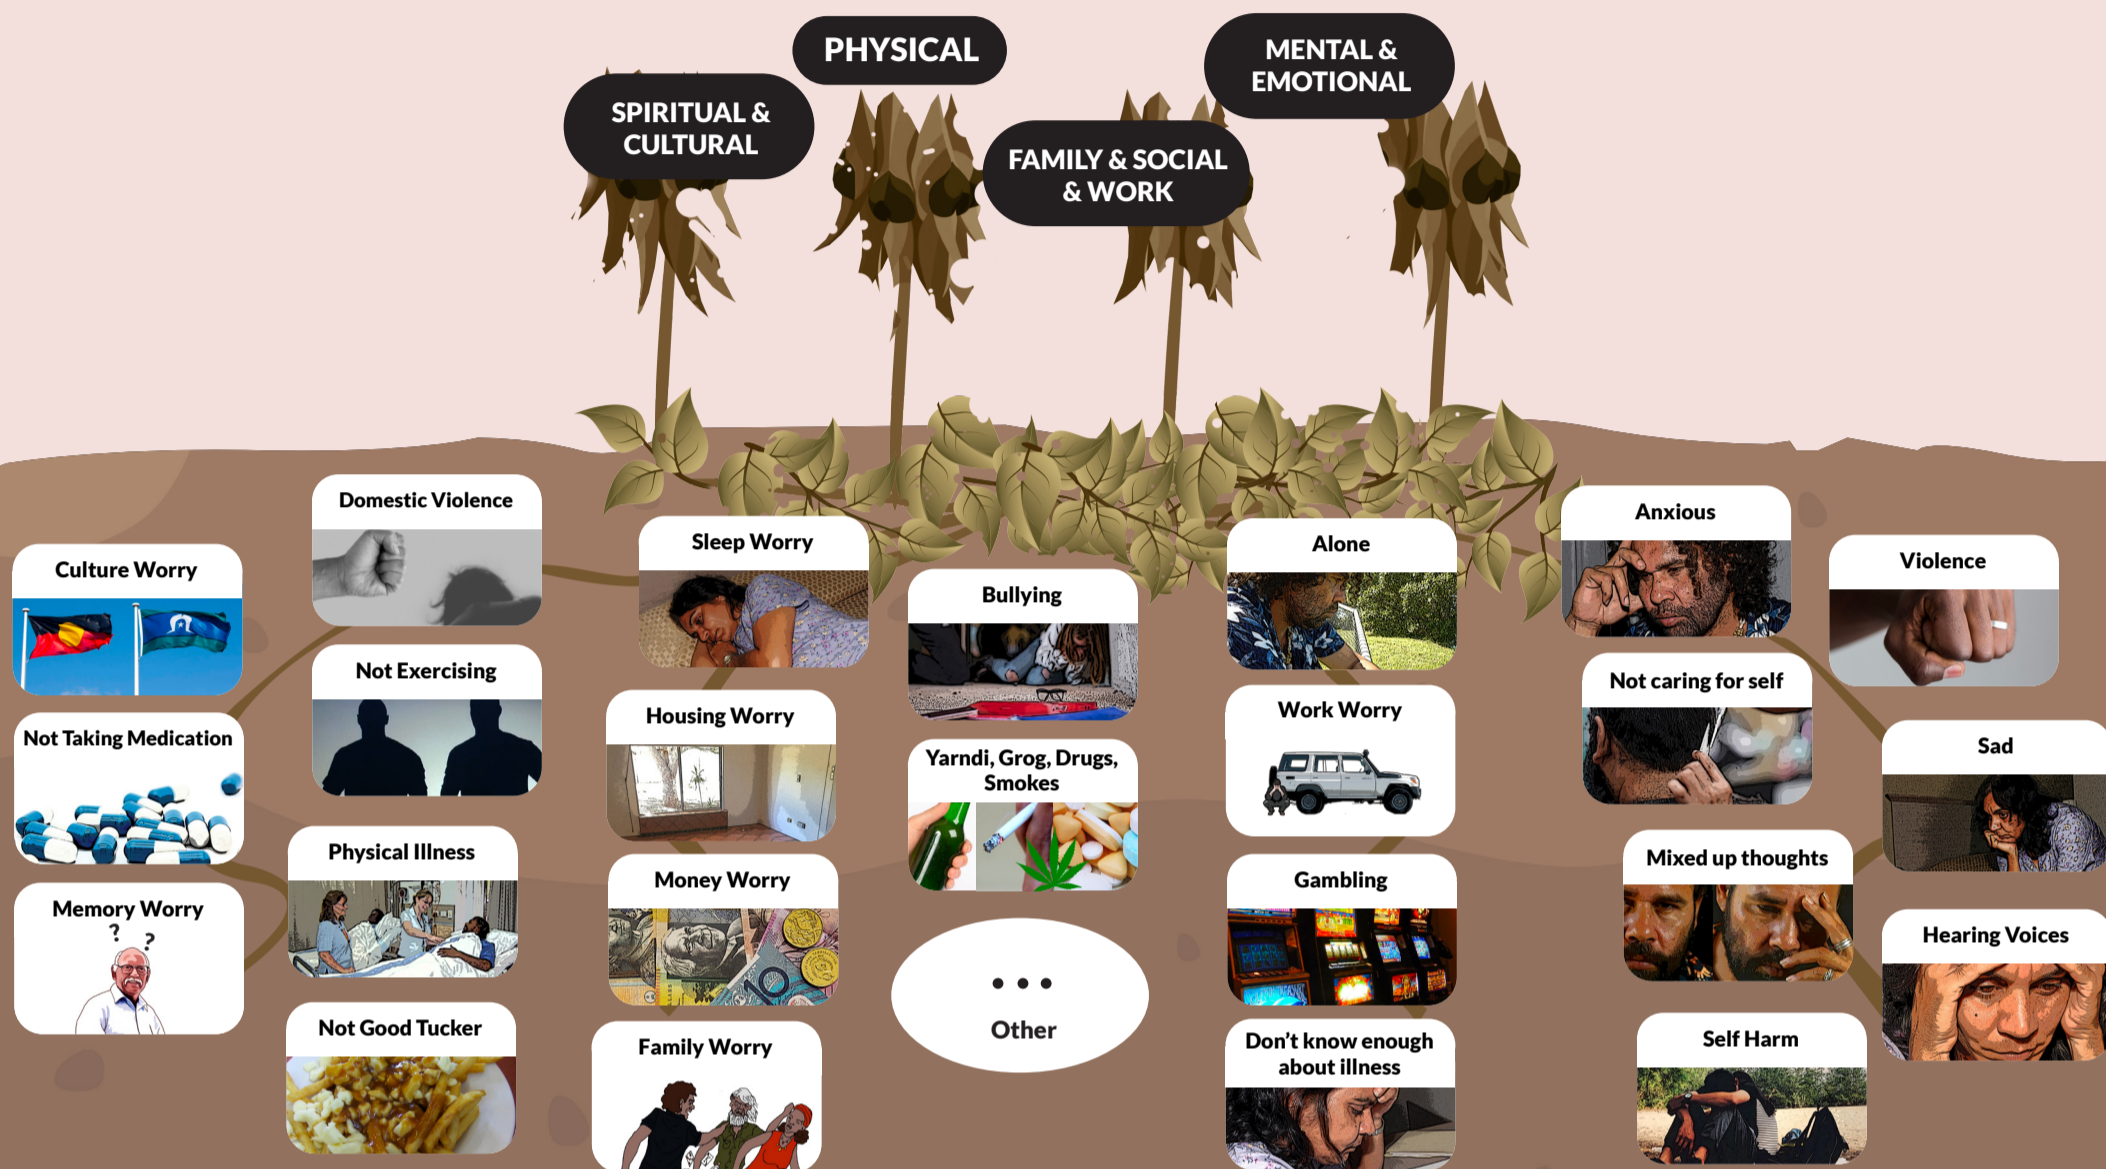 PHYSICAL
MENTAL &
EMOTIONAL
SPIRITUAL &
CULTURAL
FAMILY & SOCIAL
& WORK
Culture Worry
Not Taking Medication
Memory Worry
? ?
Domestic Violence
Not Exercising
Physical Illness
Not Good Tucker
Sleep Worry
Housing Worry
Money Worry
10
Family Worry
Bullying
Yarndi, Grog, Drugs,
Smokes
...
Other
Alone
Work Worry
Gambling
Don't know enough
about illness
Anxious
Not caring for self
Mixed up thoughts
Self Harm
Violence
Sad
Hearing Voices